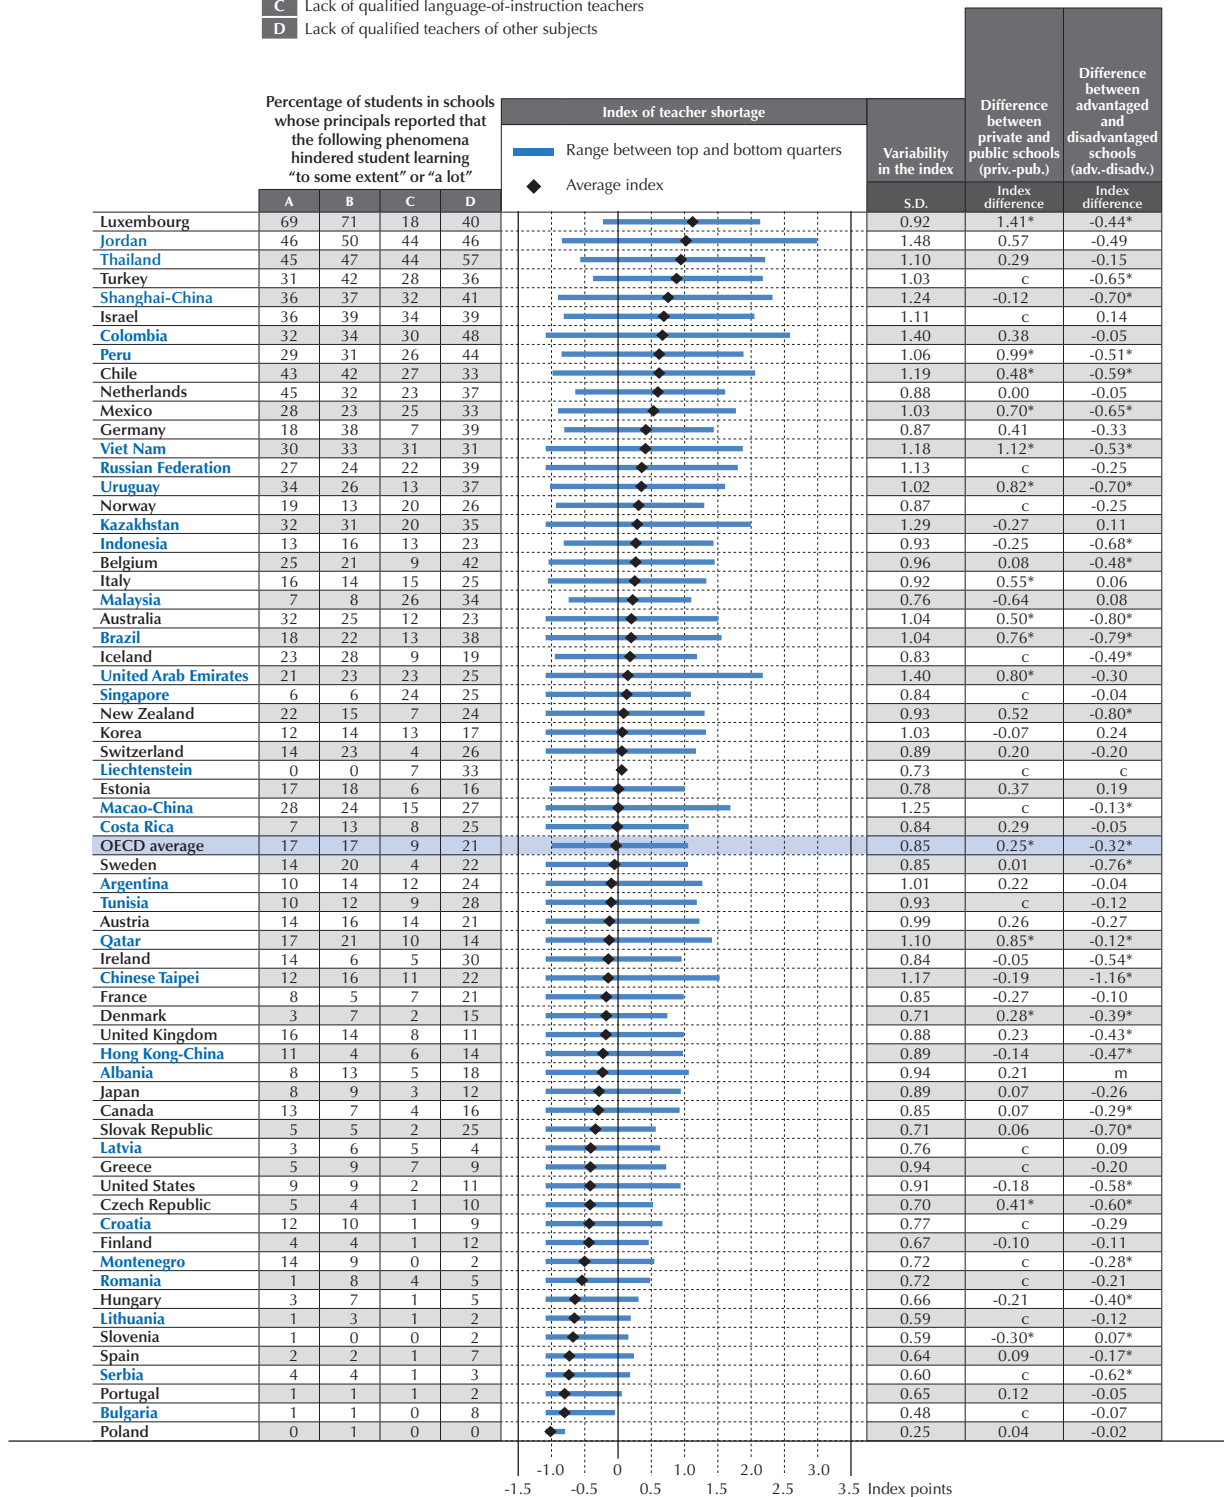 C Lack of qualified language-of-instruction teachers
D Lack of qualified teachers of other subjects
Percentage of students in schools
whose principals reported that
the following phenomena
hindered student learning
“to some extent” or “a lot”
Index of teacher shortage
Range between top and bottom quarters
Average index
Variability
in the index
Difference
between
private and
public schools
(priv.-pub.)
Difference
between
advantaged
and
disadvantaged
schools
(adv.-disadv.)
A B C D S.D. Index
difference Index
difference
Luxembourg 69 71 18 40 0.92 1.41* -0.44*
Jordan 46 50 44 46 1.48 0.57 -0.49
Thailand 45 47 44 57 1.10 0.29 -0.15
Turkey 31 42 28 36 1.03 c -0.65*
Shanghai-China 36 37 32 41 1.24 -0.12 -0.70*
Israel 36 39 34 39 1.11 c 0.14
Colombia 32 34 30 48 1.40 0.38 -0.05
Peru 29 31 26 44 1.06 0.99* -0.51*
Chile 43 42 27 33 1.19 0.48* -0.59*
Netherlands 45 32 23 37 0.88 0.00 -0.05
Mexico 28 23 25 33 1.03 0.70* -0.65*
Germany 18 38 7 39 0.87 0.41 -0.33
Viet Nam 30 33 31 31 1.18 1.12* -0.53*
Russian Federation 27 24 22 39 1.13 c -0.25
Uruguay 34 26 13 37 1.02 0.82* -0.70*
Norway 19 13 20 26 0.87 c -0.25
Kazakhstan 32 31 20 35 1.29 -0.27 0.11
Indonesia 13 16 13 23 0.93 -0.25 -0.68*
Belgium 25 21 9 42 0.96 0.08 -0.48*
Italy 16 14 15 25 0.92 0.55* 0.06
Malaysia 7 8 26 34 0.76 -0.64 0.08
Australia 32 25 12 23 1.04 0.50* -0.80*
Brazil 18 22 13 38 1.04 0.76* -0.79*
Iceland 23 28 9 19 0.83 c -0.49*
United Arab Emirates 21 23 23 25 1.40 0.80* -0.30
Singapore 6 6 24 25 0.84 c -0.04
New Zealand 22 15 7 24 0.93 0.52 -0.80*
Korea 12 14 13 17 1.03 -0.07 0.24
Switzerland 14 23 4 26 0.89 0.20 -0.20
Liechtenstein 0 0 7 33 0.73 c c
Estonia 17 18 6 16 0.78 0.37 0.19
Macao-China 28 24 15 27 1.25 c -0.13*
Costa Rica 7 13 8 25 0.84 0.29 -0.05
OECD average 17 17 9 21 0.85 0.25* -0.32*
Sweden 14 20 4 22 0.85 0.01 -0.76*
Argentina 10 14 12 24 1.01 0.22 -0.04
Tunisia 10 12 9 28 0.93 c -0.12
Austria 14 16 14 21 0.99 0.26 -0.27
Qatar 17 21 10 14 1.10 0.85* -0.12*
Ireland 14 6 5 30 0.84 -0.05 -0.54*
Chinese Taipei 12 16 11 22 1.17 -0.19 -1.16*
France 8 5 7 21 0.85 -0.27 -0.10
Denmark 3 7 2 15 0.71 0.28* -0.39*
United Kingdom 16 14 8 11 0.88 0.23 -0.43*
Hong Kong-China 11 4 6 14 0.89 -0.14 -0.47*
Albania 8 13 5 18 0.94 0.21 m
Japan 8 9 3 12 0.89 0.07 -0.26
Canada 13 7 4 16 0.85 0.07 -0.29*
Slovak Republic 5 5 2 25 0.71 0.06 -0.70*
Latvia 3 6 5 4 0.76 c 0.09
Greece 5 9 7 9 0.94 c -0.20
United States 9 9 2 11 0.91 -0.18 -0.58*
Czech Republic 5 4 1 10 0.70 0.41* -0.60*
Croatia 12 10 1 9 0.77 c -0.29
Finland 4 4 1 12 0.67 -0.10 -0.11
Montenegro 14 9 0 2 0.72 c -0.28*
Romania 1 8 4 5 0.72 c -0.21
Hungary 3 7 1 5 0.66 -0.21 -0.40*
Lithuania 1 3 1 2 0.59 c -0.12
Slovenia 1 0 0 2 0.59 -0.30* 0.07*
Spain 2 2 1 7 0.64 0.09 -0.17*
Serbia 4 4 1 3 0.60 c -0.62*
Portugal 1 1 1 2 0.65 0.12 -0.05
Bulgaria 1 1 0 8 0.48 c -0.07
Poland 0 1 0 0 0.25 0.04 -0.02
-1.0 0 1.0 2.0 3.0
-1.5 -0.5 0.5 1.5 2.5 3.5 Index points